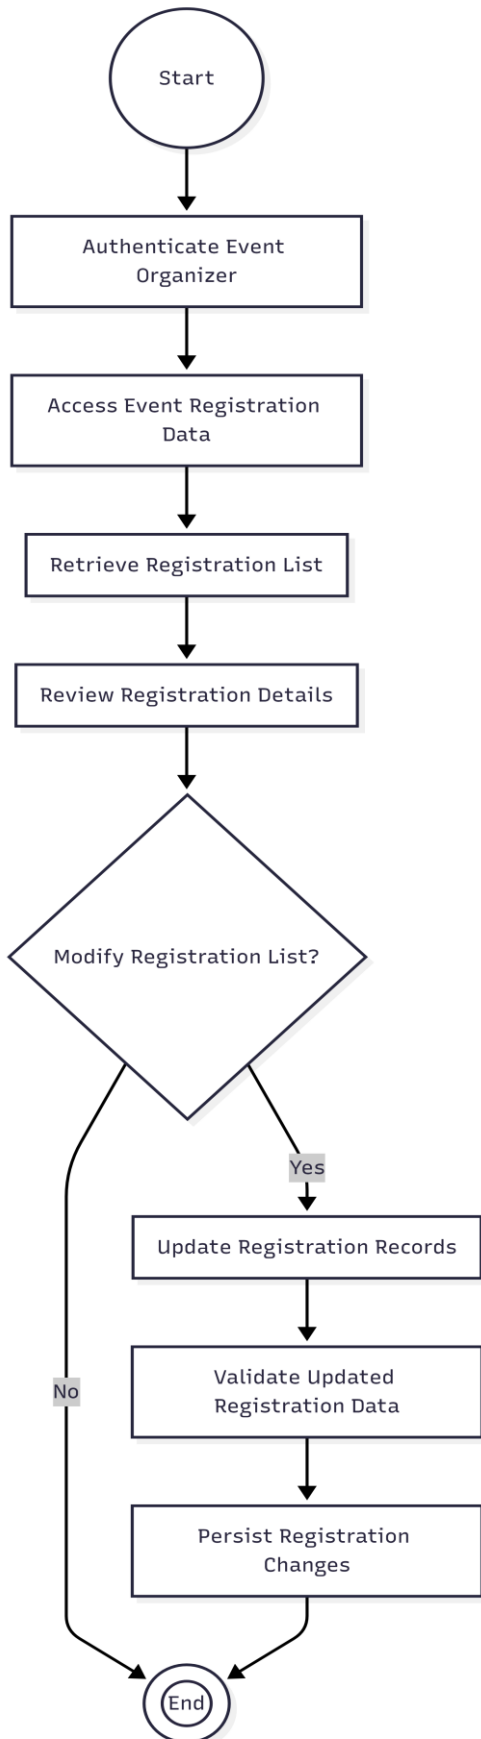 Start
Authenticate Event
Organizer
Access Event Registration
Data
Retrieve Registration List
Review Registration Details
Modify Registration List?
Yes
Update Registration Records
Validate Updated
Registration Data
No
Persist Registration
Changes
End